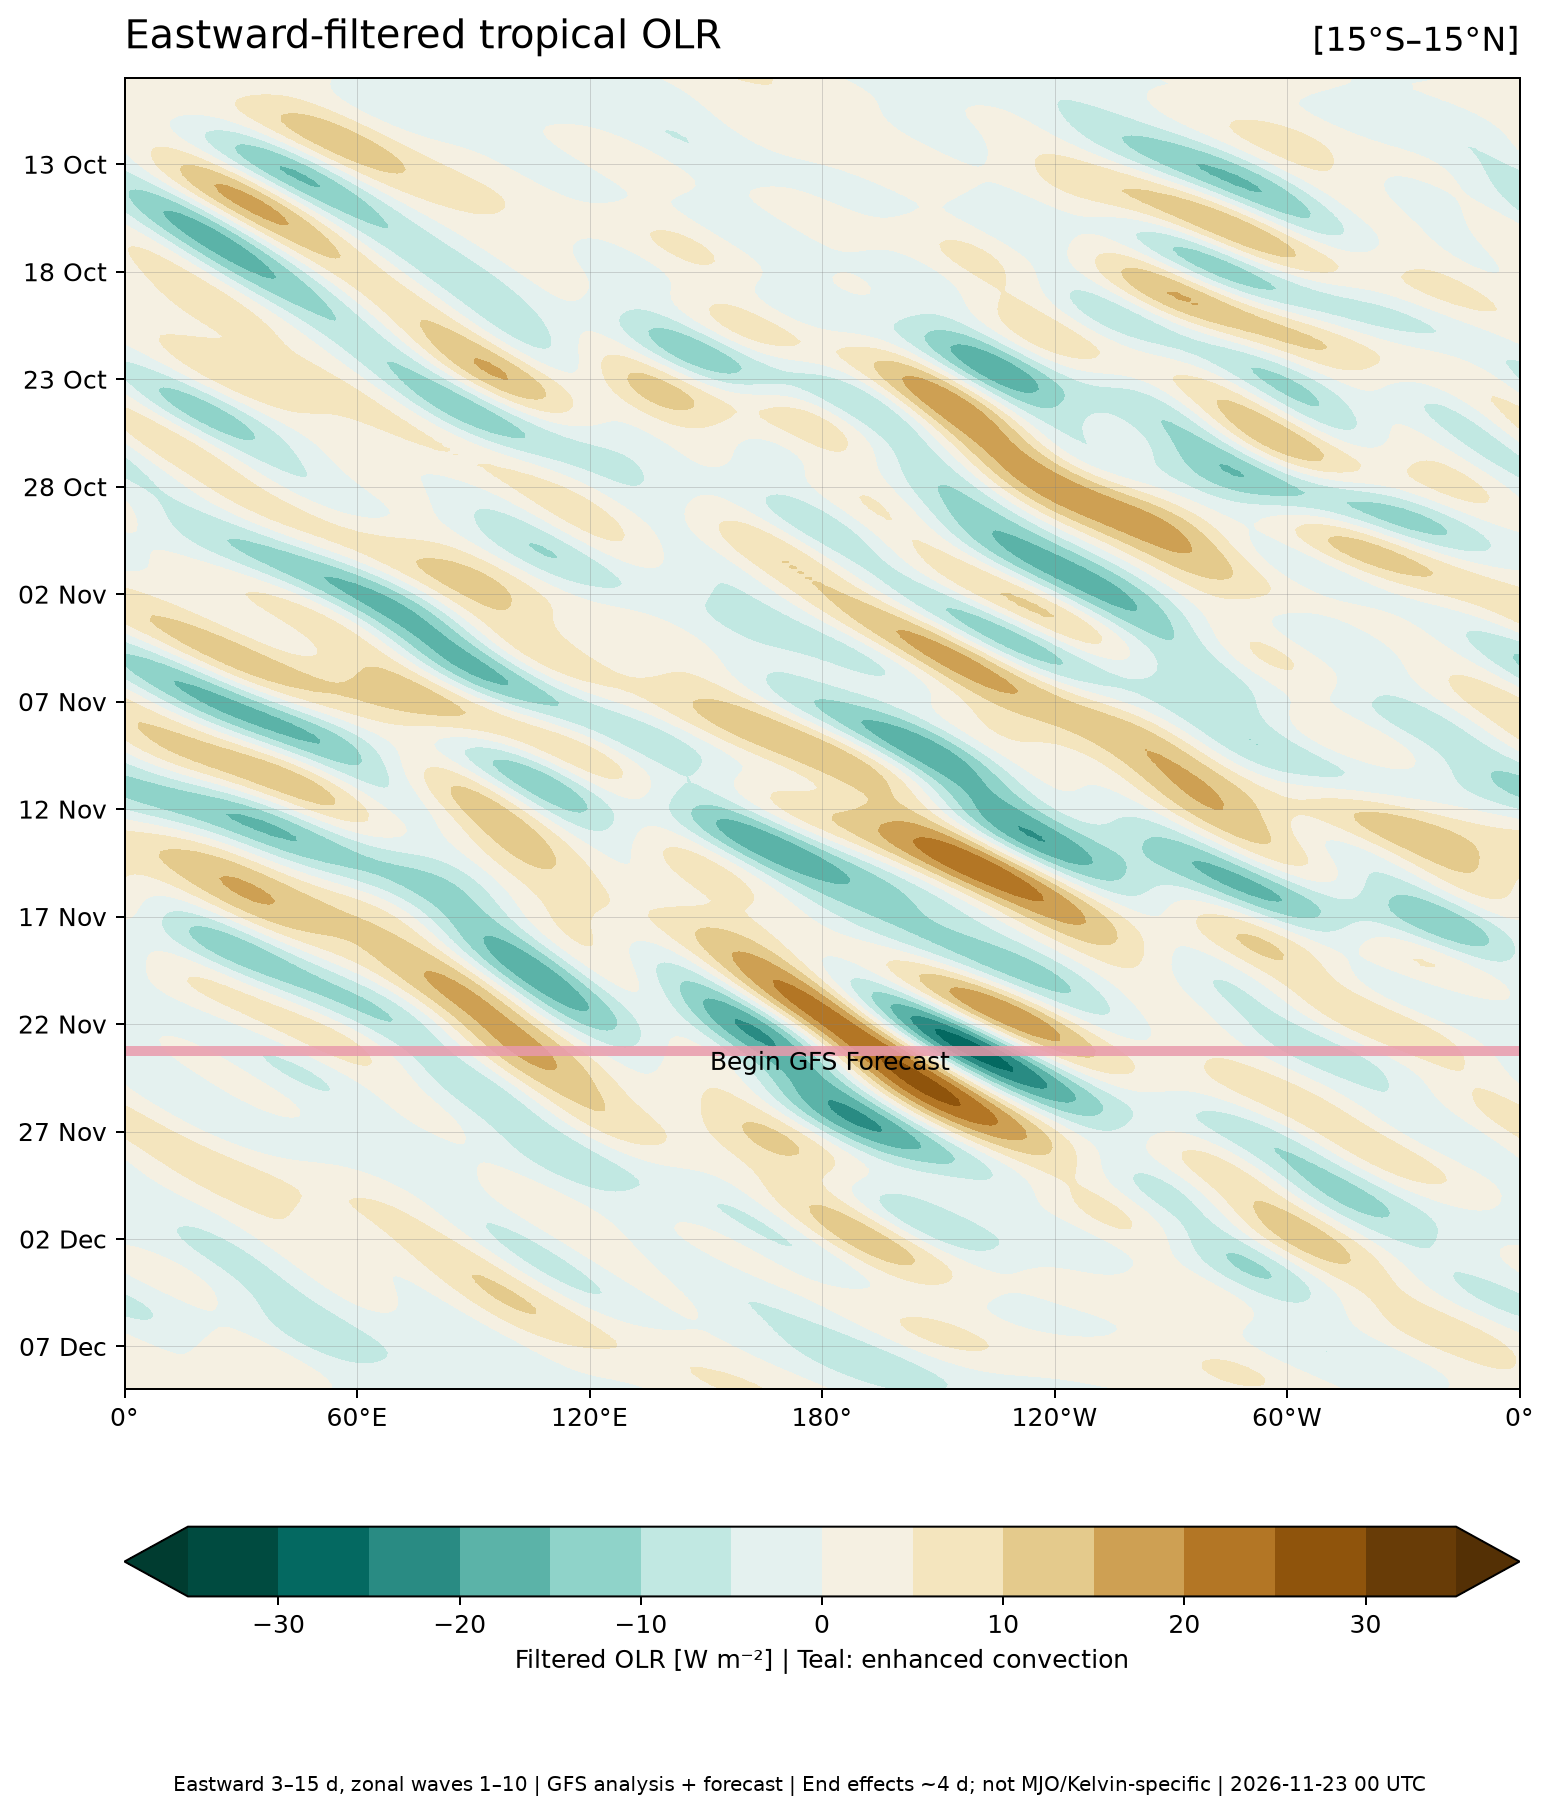 Eastward-filtered tropical OLR
[15°S–15°N]
13 Oct
18 Oct
23 Oct
28 Oct
02 Nov
07 Nov
12 Nov
17 Nov
22 Nov
Begin GFS Forecast
27 Nov
02 Dec
07 Dec
0° 60°E 120°E 180° 120°W 60°W 0°
−30 −20 −10 0 10 20 30
Filtered OLR [W m⁻²] | Teal: enhanced convection
Eastward 3–15 d, zonal waves 1–10 | GFS analysis + forecast | End effects ~4 d; not MJO/Kelvin-specific | 2026-11-23 00 UTC